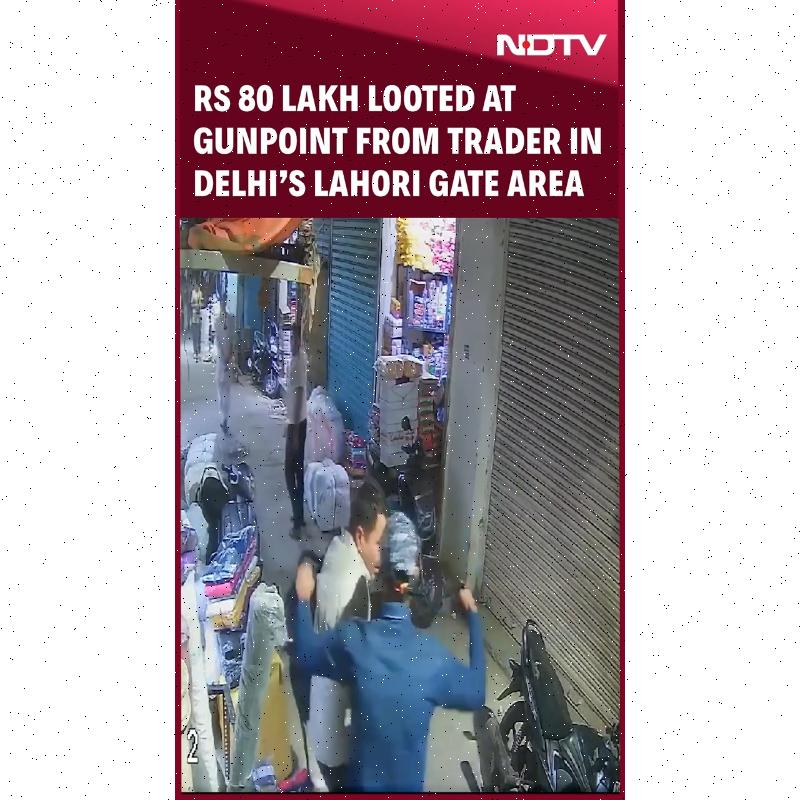 NDTV
RS 80 LAKH LOOTED AT
GUNPOINT FROM TRADER IN
DELHI'S LAHORI GATE AREA
2